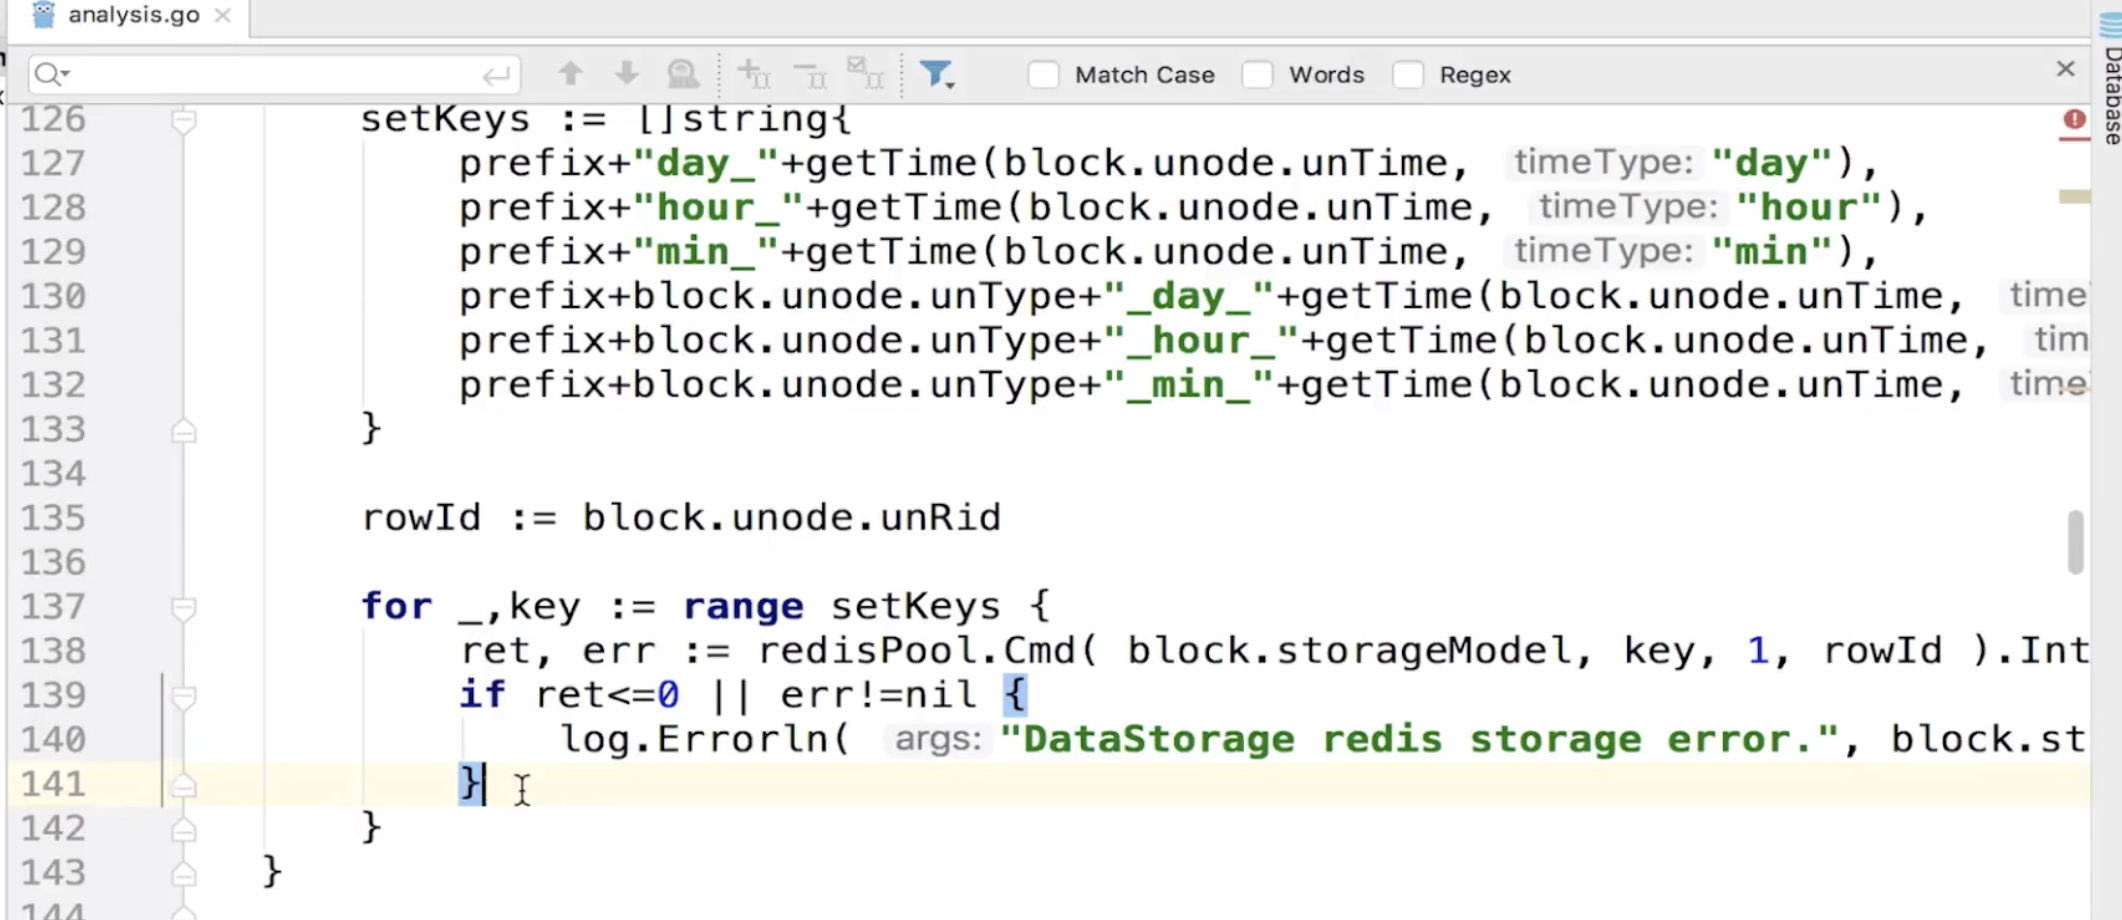 analysis.go
Match Case Words Regex
Database
126 setKeys := []string{
127 prefix+"day_"+getTime(block.unode.unTime, timeType: "day"),
128 prefix+"hour_"+getTime(block.unode.unTime, timeType: "hour"),
129 prefix+"min_"+getTime(block.unode.unTime, timeType: "min"),
130 prefix+block.unode.unType+"_day_"+getTime(block.unode.unTime, time
131 prefix+block.unode.unType+"_hour_"+getTime(block.unode.unTime, tim
132 prefix+block.unode.unType+"_min_"+getTime(block.unode.unTime, time
133 }
134
135 rowId := block.unode.unRid
136
137 for _,key := range setKeys {
138 ret, err := redisPool.Cmd( block.storageModel, key, 1, rowId ).Int
139 if ret<=0 || err!=nil {
140 log.Errorln( args: "DataStorage redis storage error.", block.st
141 }
142 }
143 }
144